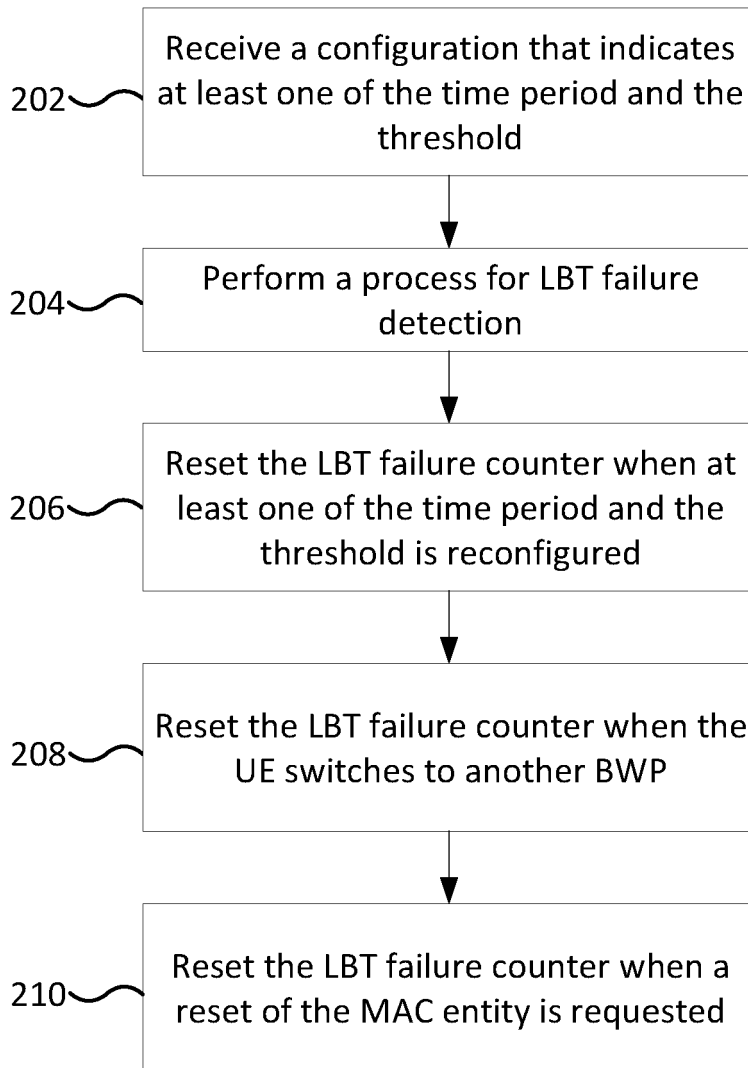 Receive a configuration that indicates
202
at least one of the time period and the
threshold
Perform a process for LBT failure
204
detection
Reset the LBT failure counter when at
206
least one of the time period and the
threshold is reconfigured
Reset the LBT failure counter when the
208
UE switches to another BWP
Reset the LBT failure counter when a
210
reset of the MAC entity is requested